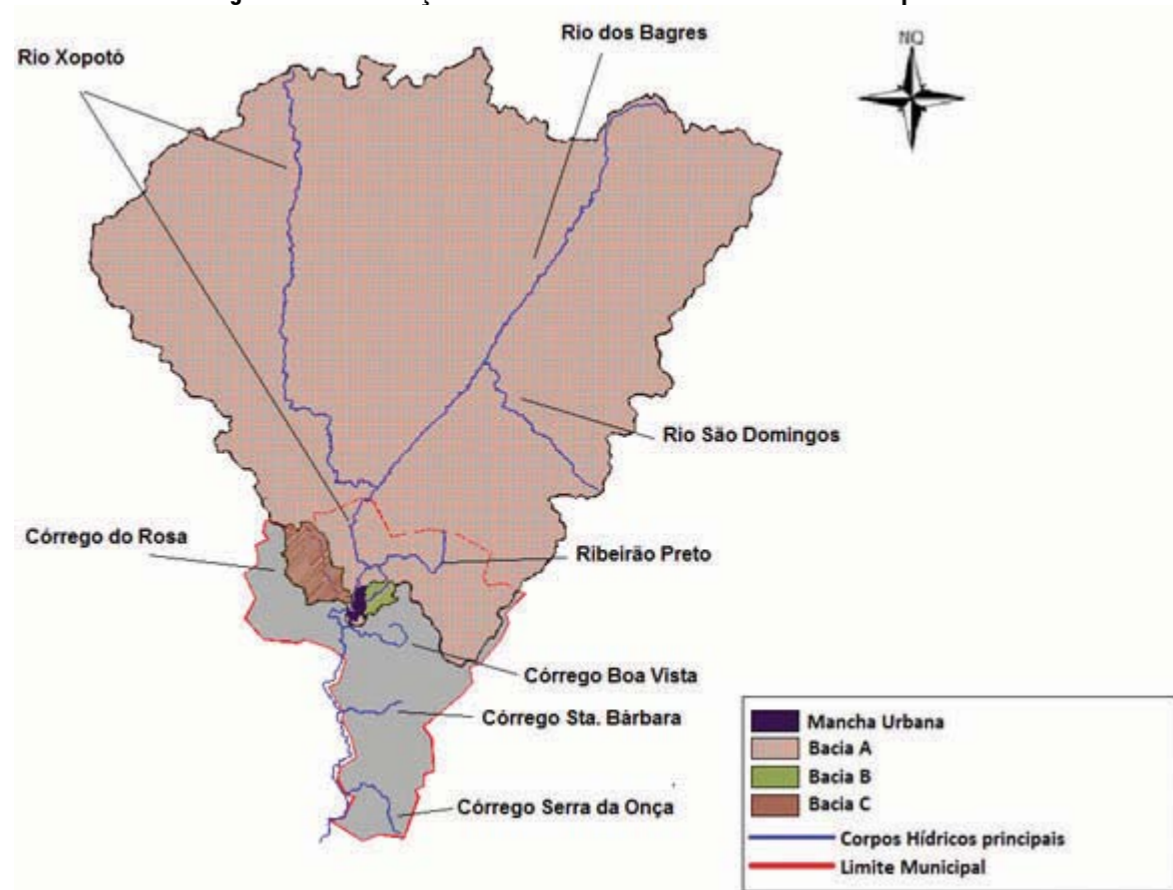 Rio dos Bagres
Rio Xopotó
NQ
Rio São Domingos
Córrego do Rosa
Ribeirão Preto
Córrego Boa Vista
Córrego Sta. Bàrbara
Córrego Serra da Onça
Mancha Urbana
Bacia A
Bacia B
Bacia C
Corpos Hídricos principais
Limite Municipal